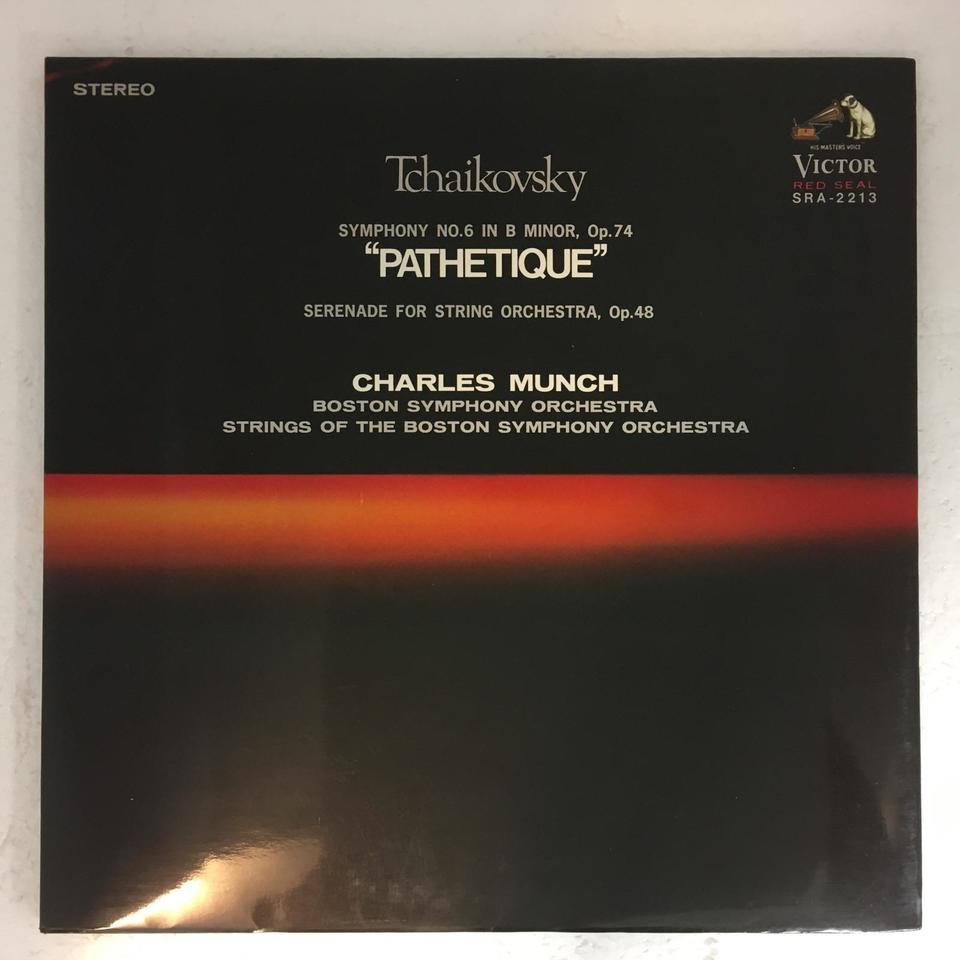 STEREO
HIS MASTERS VOICE
VICTOR
RED SEAL
SRA-2213
Tchaikovsky
SYMPHONY NO.6 IN B MINOR, Op.74
“PATHETIQUE”
SERENADE FOR STRING ORCHESTRA, Op.48
CHARLES MUNCH
BOSTON SYMPHONY ORCHESTRA
STRINGS OF THE BOSTON SYMPHONY ORCHESTRA